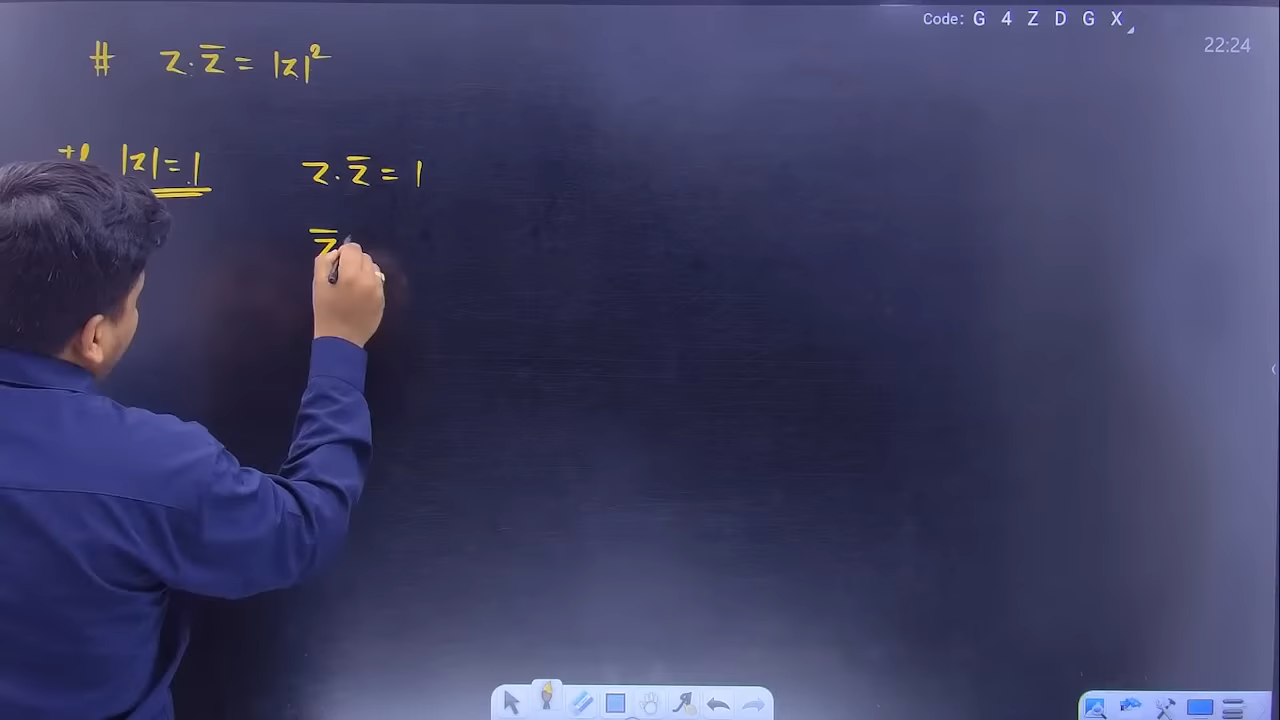 Code: G 4 Z D G X
22:24
# z·z̄ = |z|²
|z| = 1 z·z̄ = 1
z̄